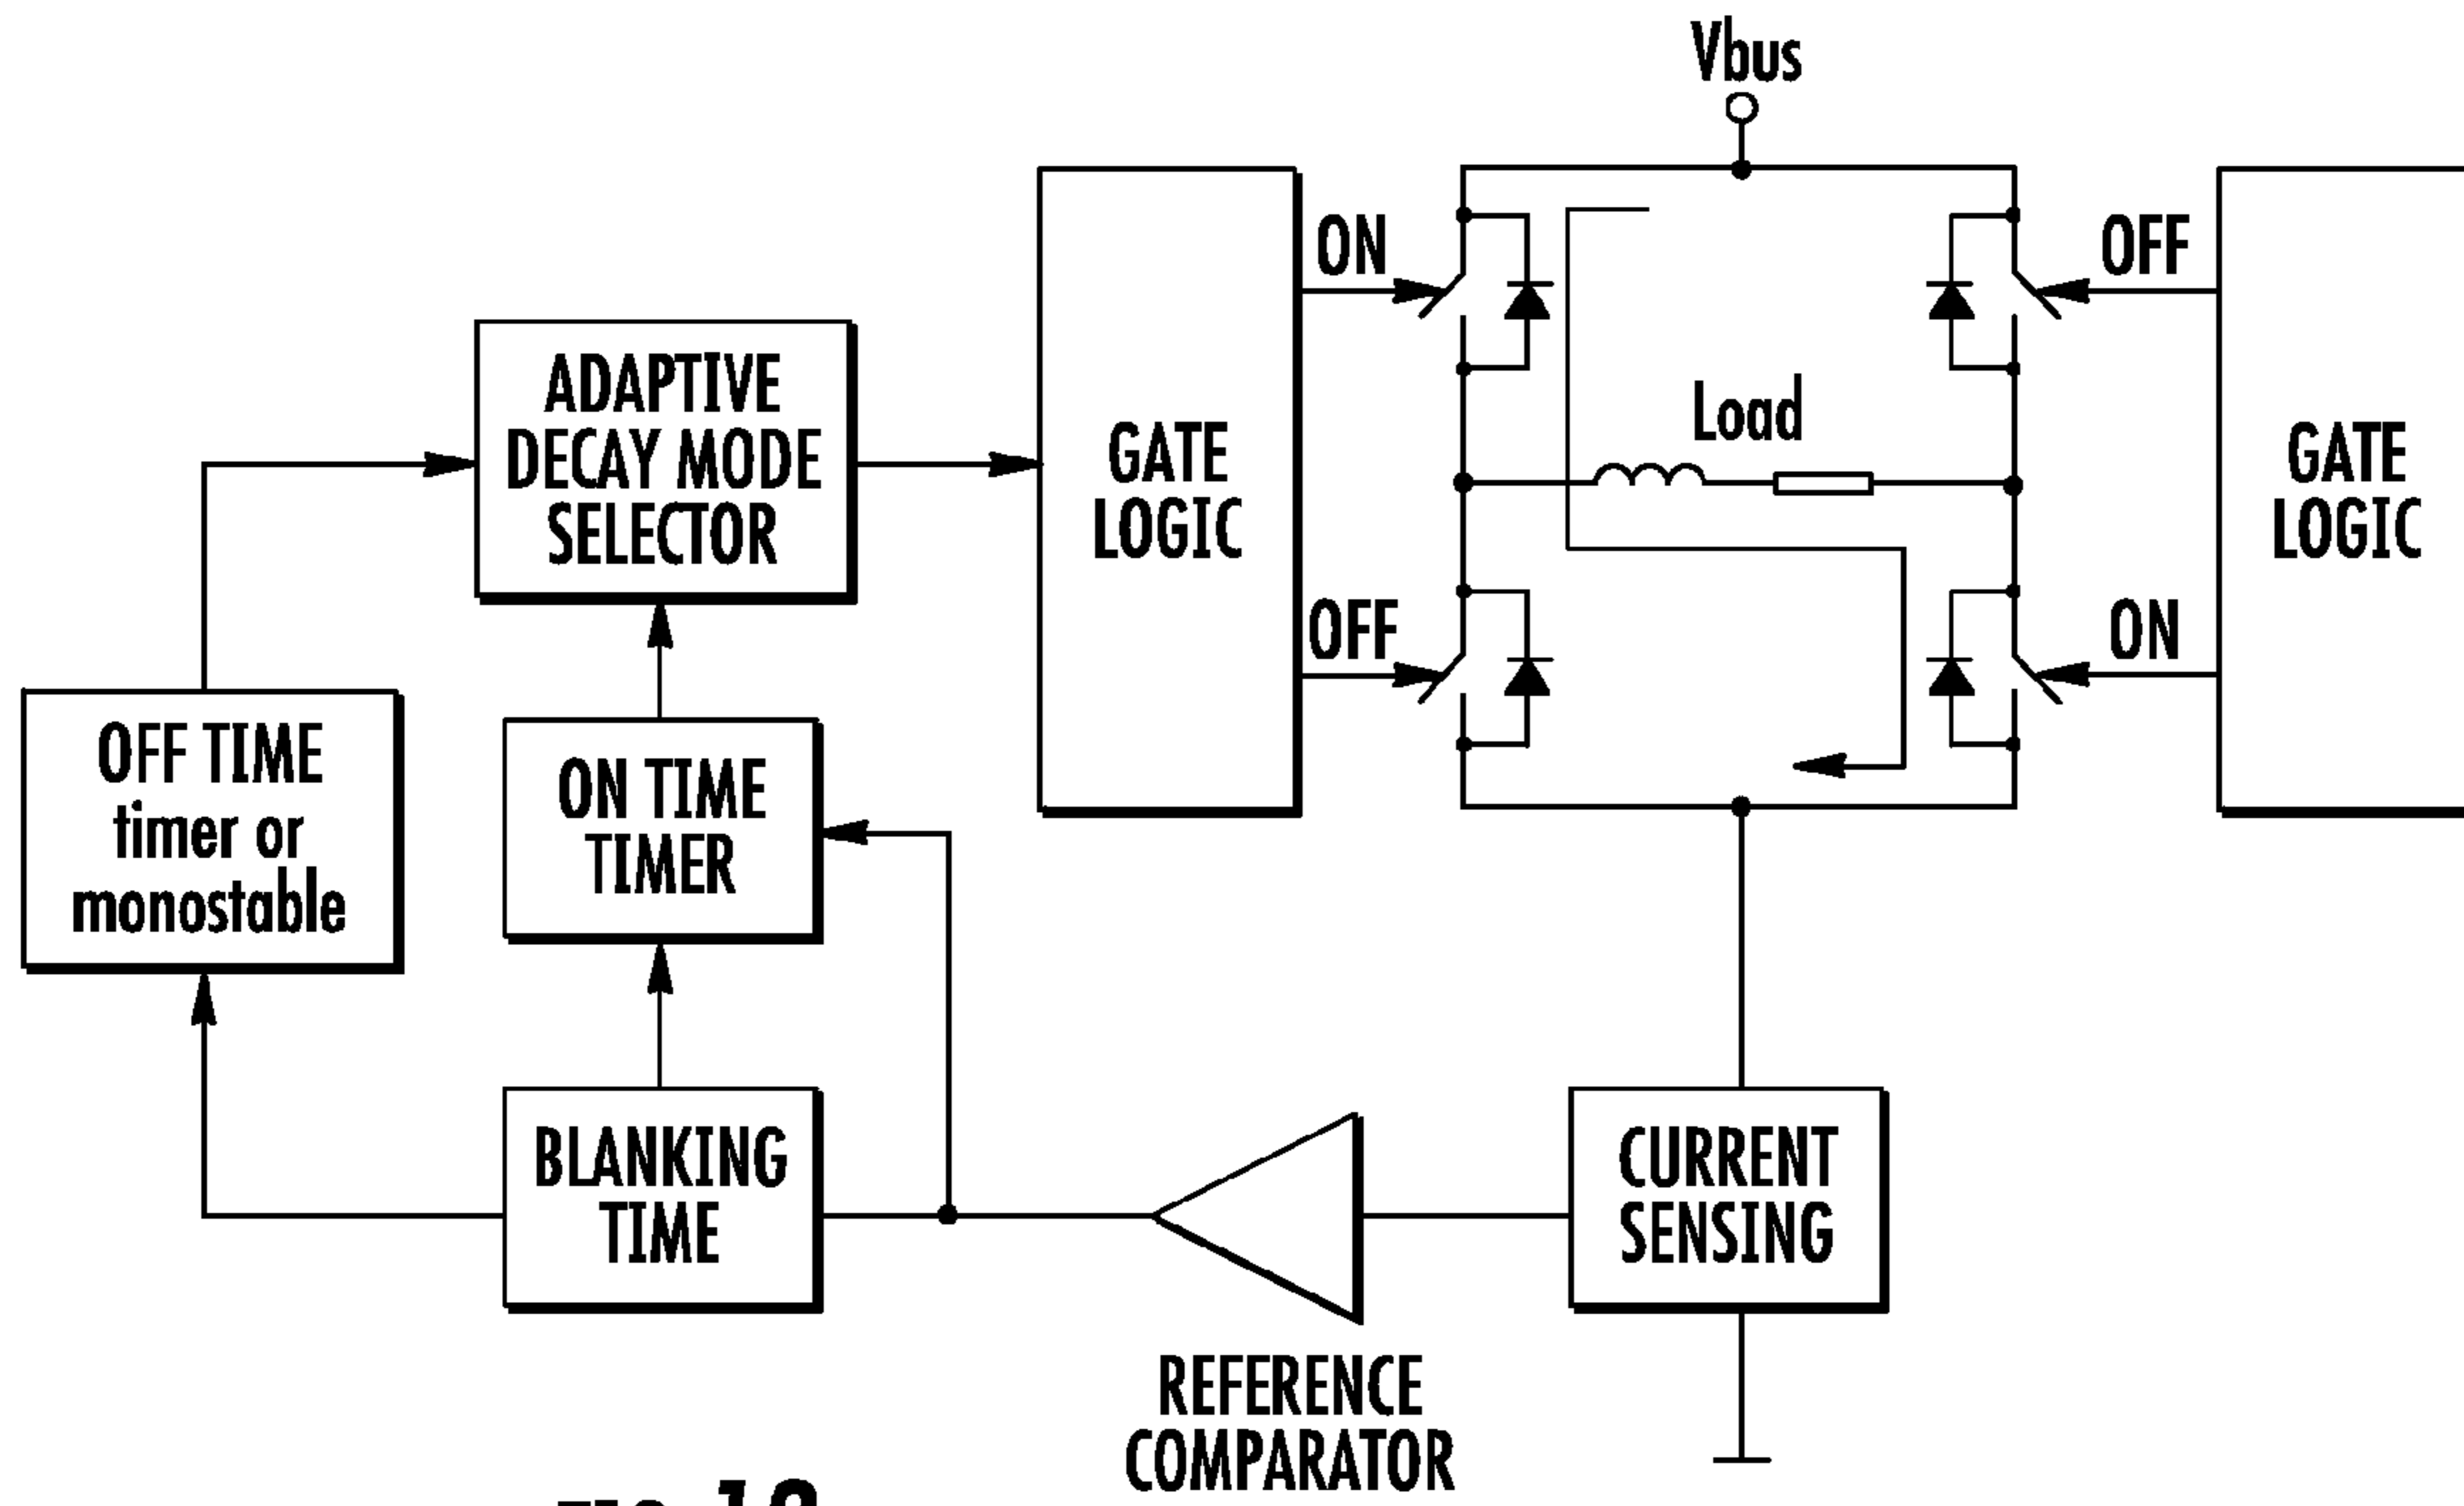 Vbus
ON
OFF
ADAPTIVE
DECAY MODE
SELECTOR
GATE
LOGIC
Load
GATE
LOGIC
OFF
ON
OFF TIME
timer or
monostable
ON TIME
TIMER
BLANKING
TIME
CURRENT
SENSING
REFERENCE
COMPARATOR